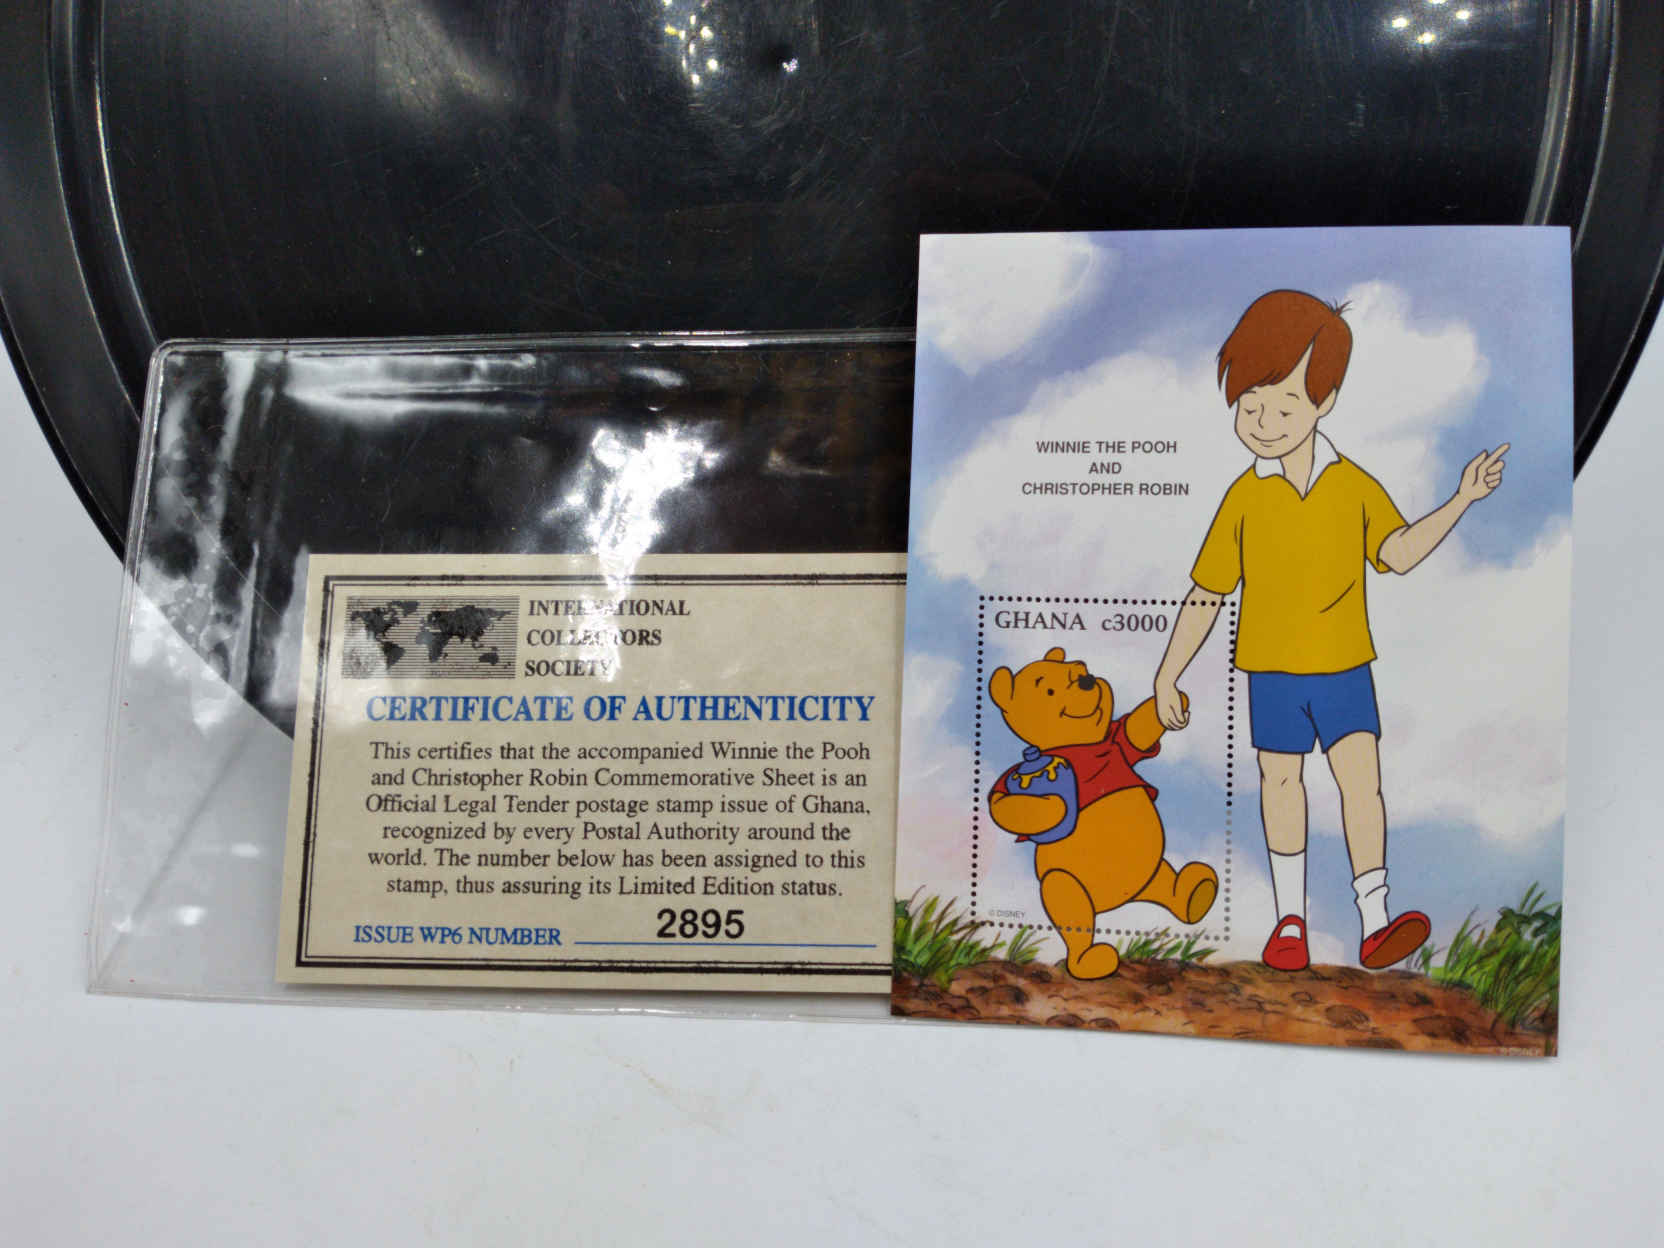 INTERNATIONAL
COLLECTORS
SOCIETY
CERTIFICATE OF AUTHENTICITY
This certifies that the accompanied Winnie the Pooh
and Christopher Robin Commemorative Sheet is an
Official Legal Tender postage stamp issue of Ghana,
recognized by every Postal Authority around the
world. The number below has been assigned to this
stamp, thus assuring its Limited Edition status.
ISSUE WP6 NUMBER 2895
WINNIE THE POOH
AND
CHRISTOPHER ROBIN
GHANA c3000
© DISNEY
© DISNEY